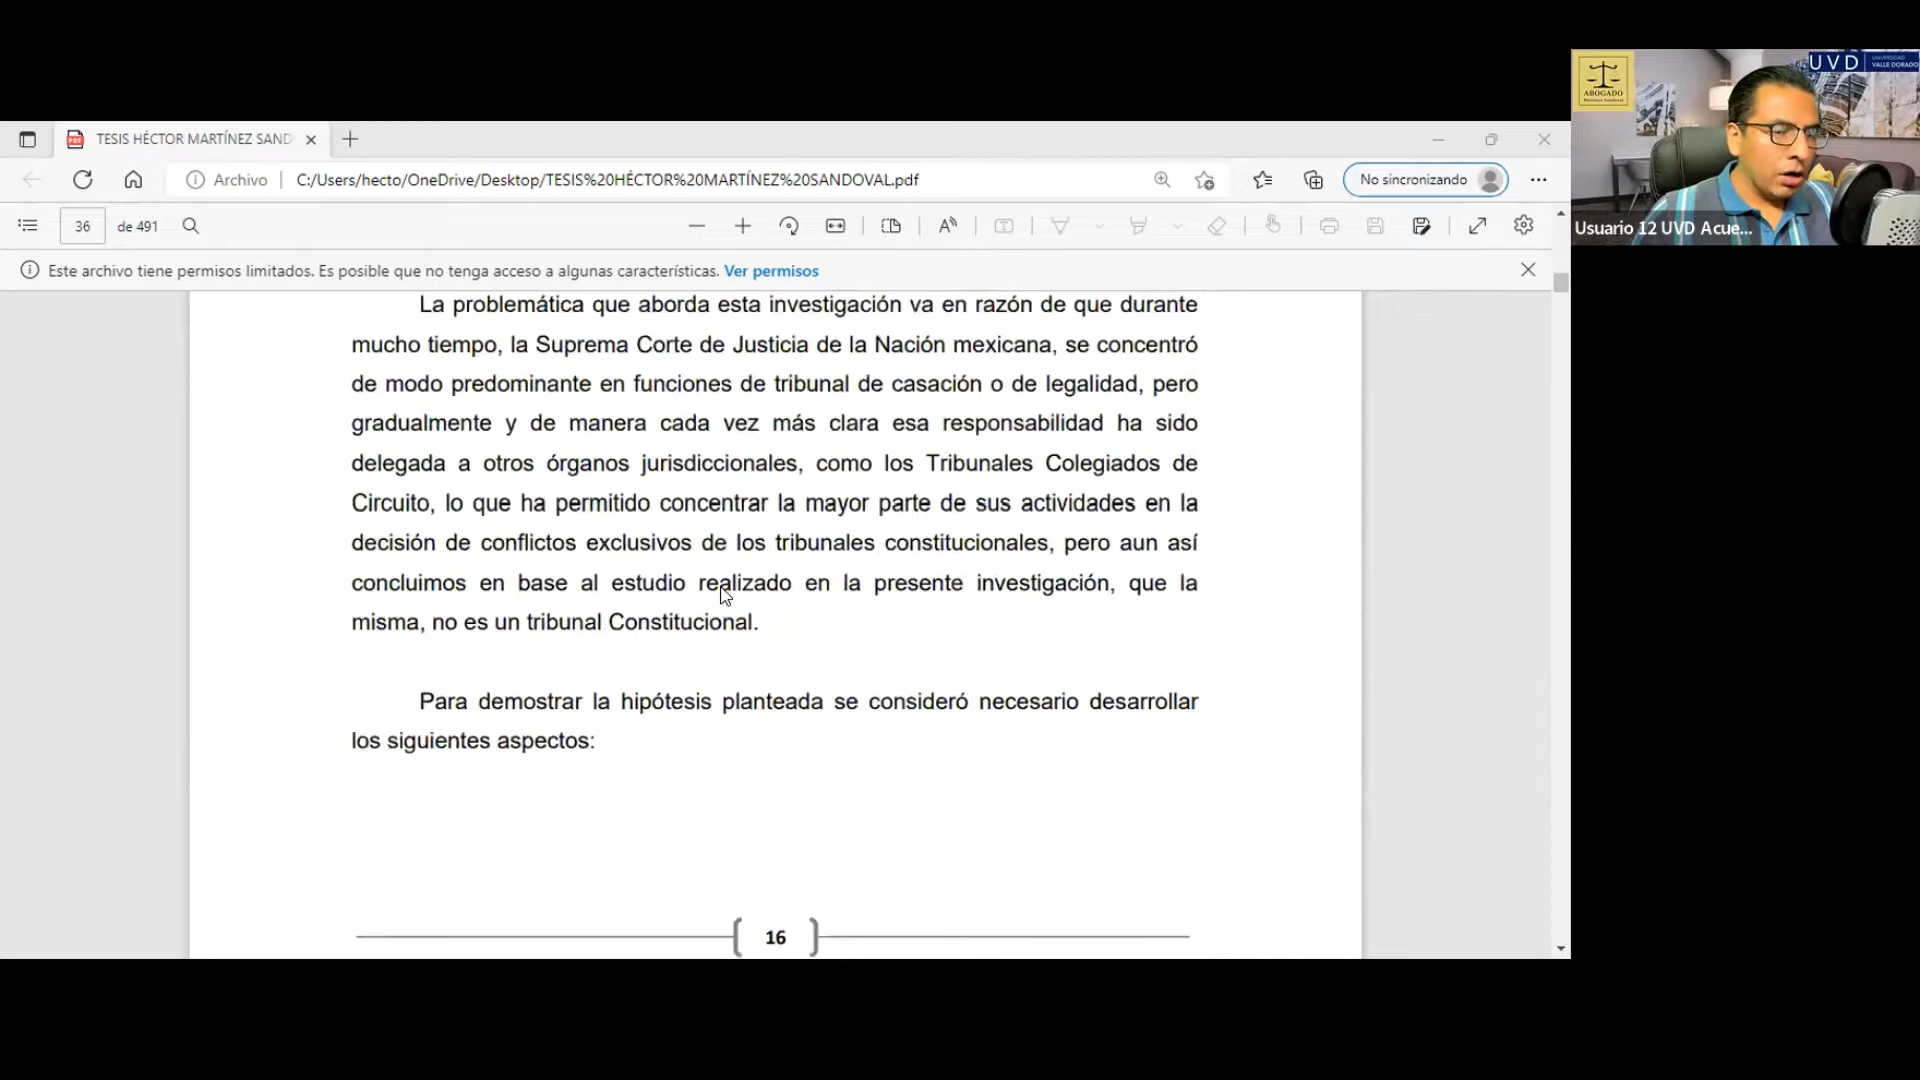 UVD
UNIVERSIDAD
VALLE DORADO
ABOGADO
Martínez Sandoval
Usuario 12 UVD Acue...
TESIS HÉCTOR MARTÍNEZ SAND
Archivo
C:/Users/hecto/OneDrive/Desktop/TESIS%20HÉCTOR%20MARTÍNEZ%20SANDOVAL.pdf
No sincronizando
36 de 491
Este archivo tiene permisos limitados. Es posible que no tenga acceso a algunas características. Ver permisos
La problemática que aborda esta investigación va en razón de que durante
mucho tiempo, la Suprema Corte de Justicia de la Nación mexicana, se concentró
de modo predominante en funciones de tribunal de casación o de legalidad, pero
gradualmente y de manera cada vez más clara esa responsabilidad ha sido
delegada a otros órganos jurisdiccionales, como los Tribunales Colegiados de
Circuito, lo que ha permitido concentrar la mayor parte de sus actividades en la
decisión de conflictos exclusivos de los tribunales constitucionales, pero aun así
concluimos en base al estudio realizado en la presente investigación, que la
misma, no es un tribunal Constitucional.
Para demostrar la hipótesis planteada se consideró necesario desarrollar
los siguientes aspectos:
16